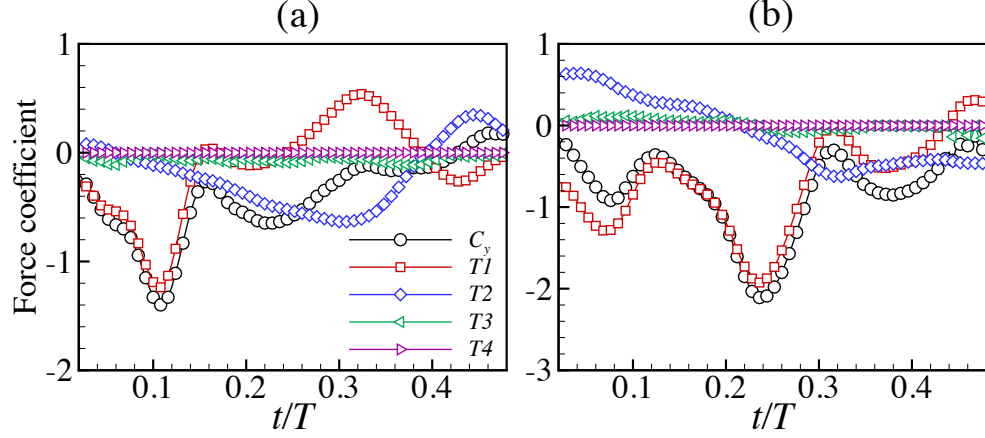 (a)
(b)
Force coefficient
1
0
-1
-2
0.1 0.2 0.3 0.4
t/T
C_y
T1
T2
T3
T4
1
0
-1
-2
-3
0.1 0.2 0.3 0.4
t/T